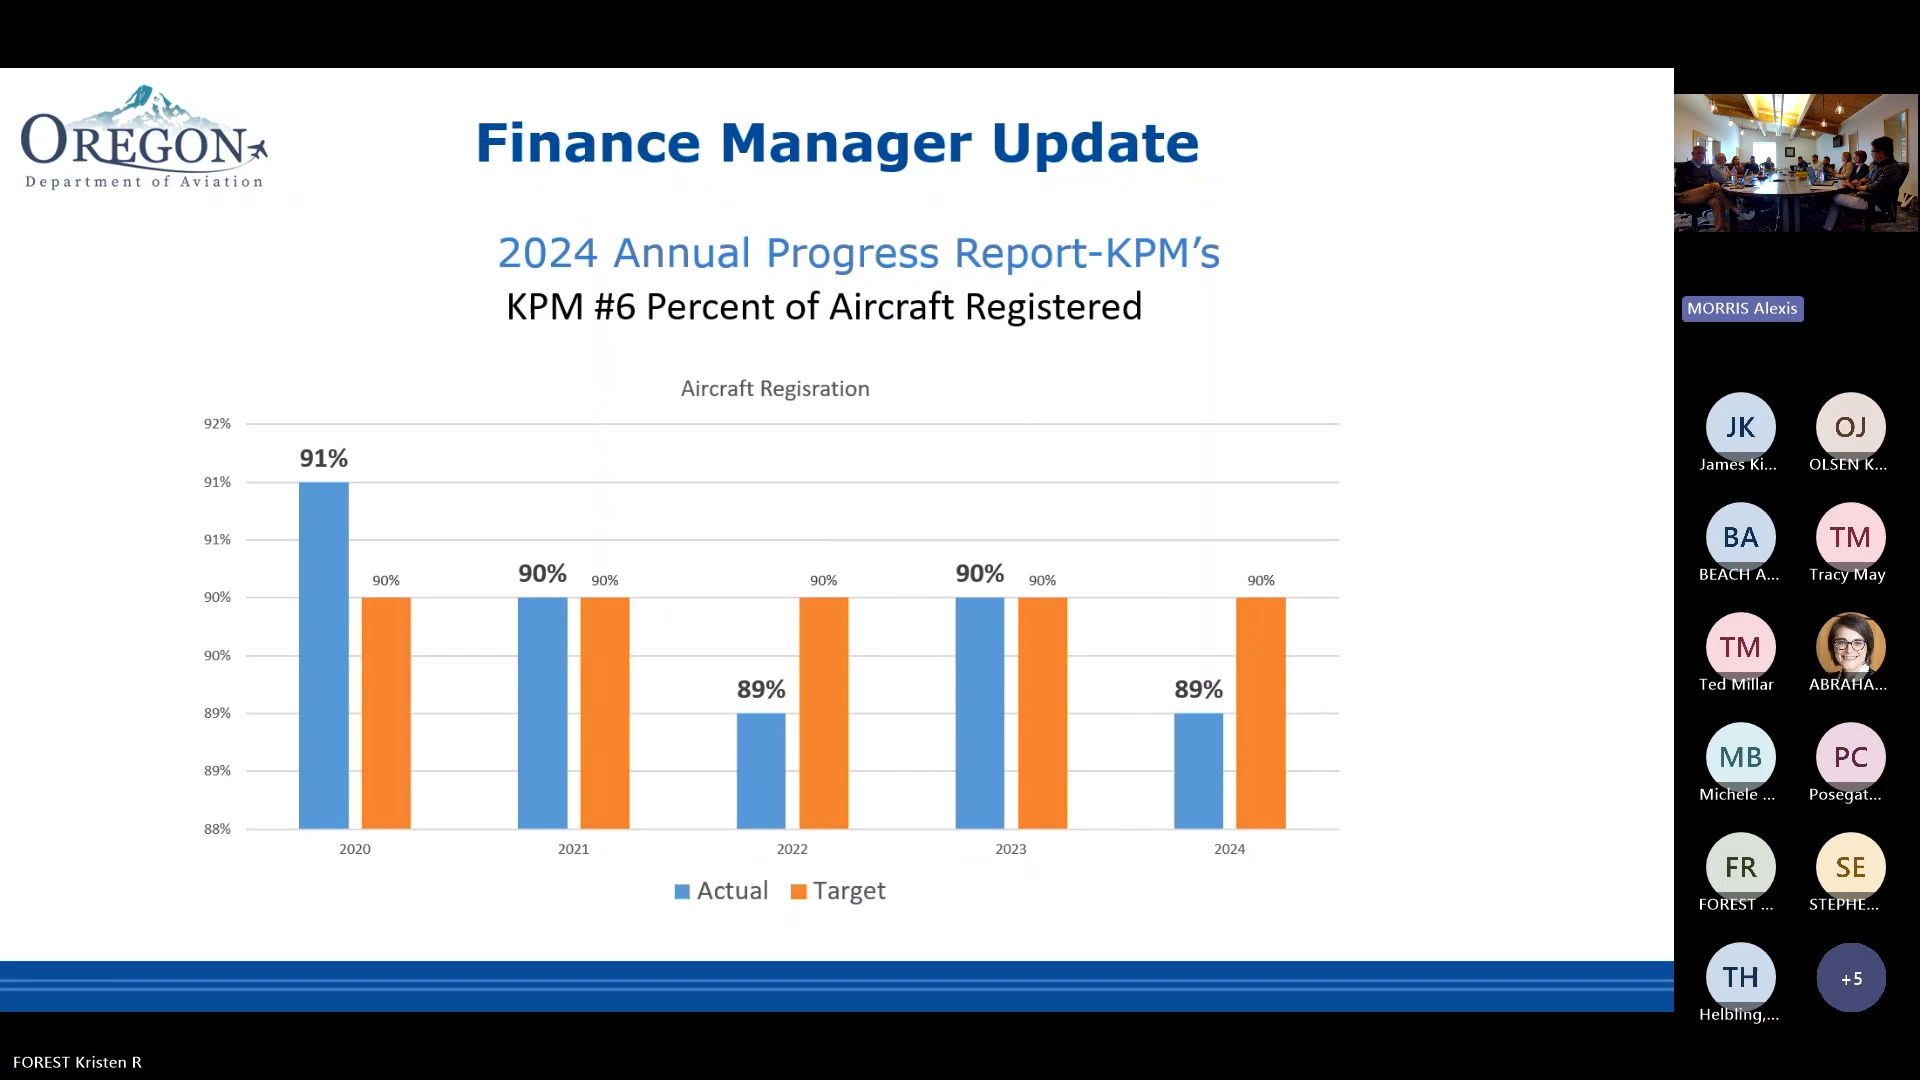 OREGON
Department of Aviation
Finance Manager Update
2024 Annual Progress Report-KPM’s
KPM #6 Percent of Aircraft Registered
Aircraft Regisration
92%
91%
91%
90%
90%
89%
89%
88%
91%
90%
90%
90%
89%
90%
90%
90%
89%
90%
2020
2021
2022
2023
2024
Actual
Target
MORRIS Alexis
JK
James Ki...
OJ
OLSEN K...
BA
BEACH A...
TM
Tracy May
TM
Ted Millar
ABRAHA...
MB
Michele ...
PC
Posegat...
FR
FOREST ...
SE
STEPHE...
TH
Helbling,...
+5
FOREST Kristen R